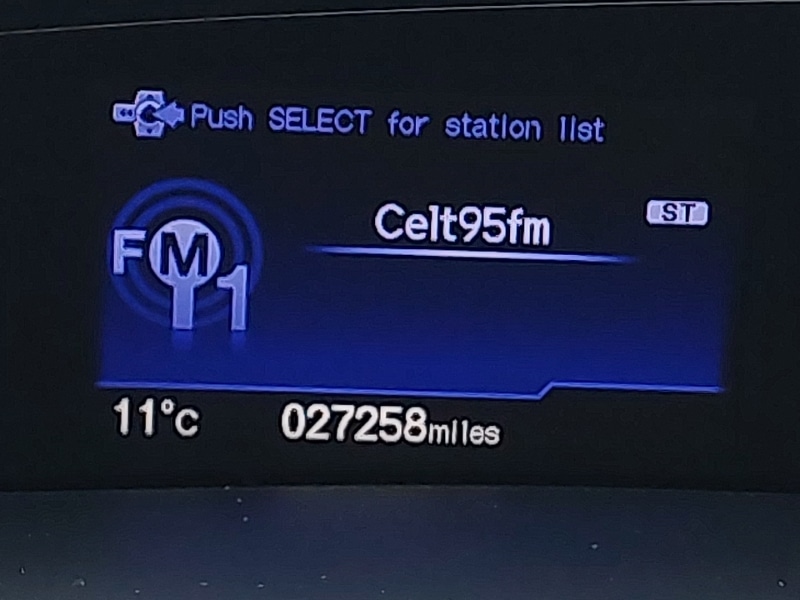 Push SELECT for station list
Celt95fm
ST
FM1
11°C
027258miles